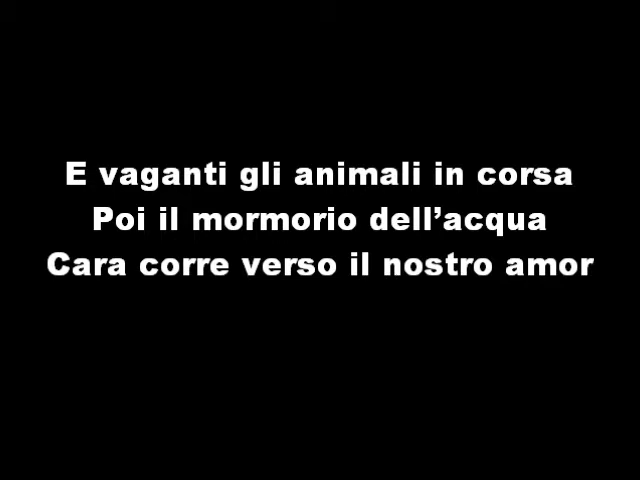 E vaganti gli animali in corsa
Poi il mormorio dell’acqua
Cara corre verso il nostro amor